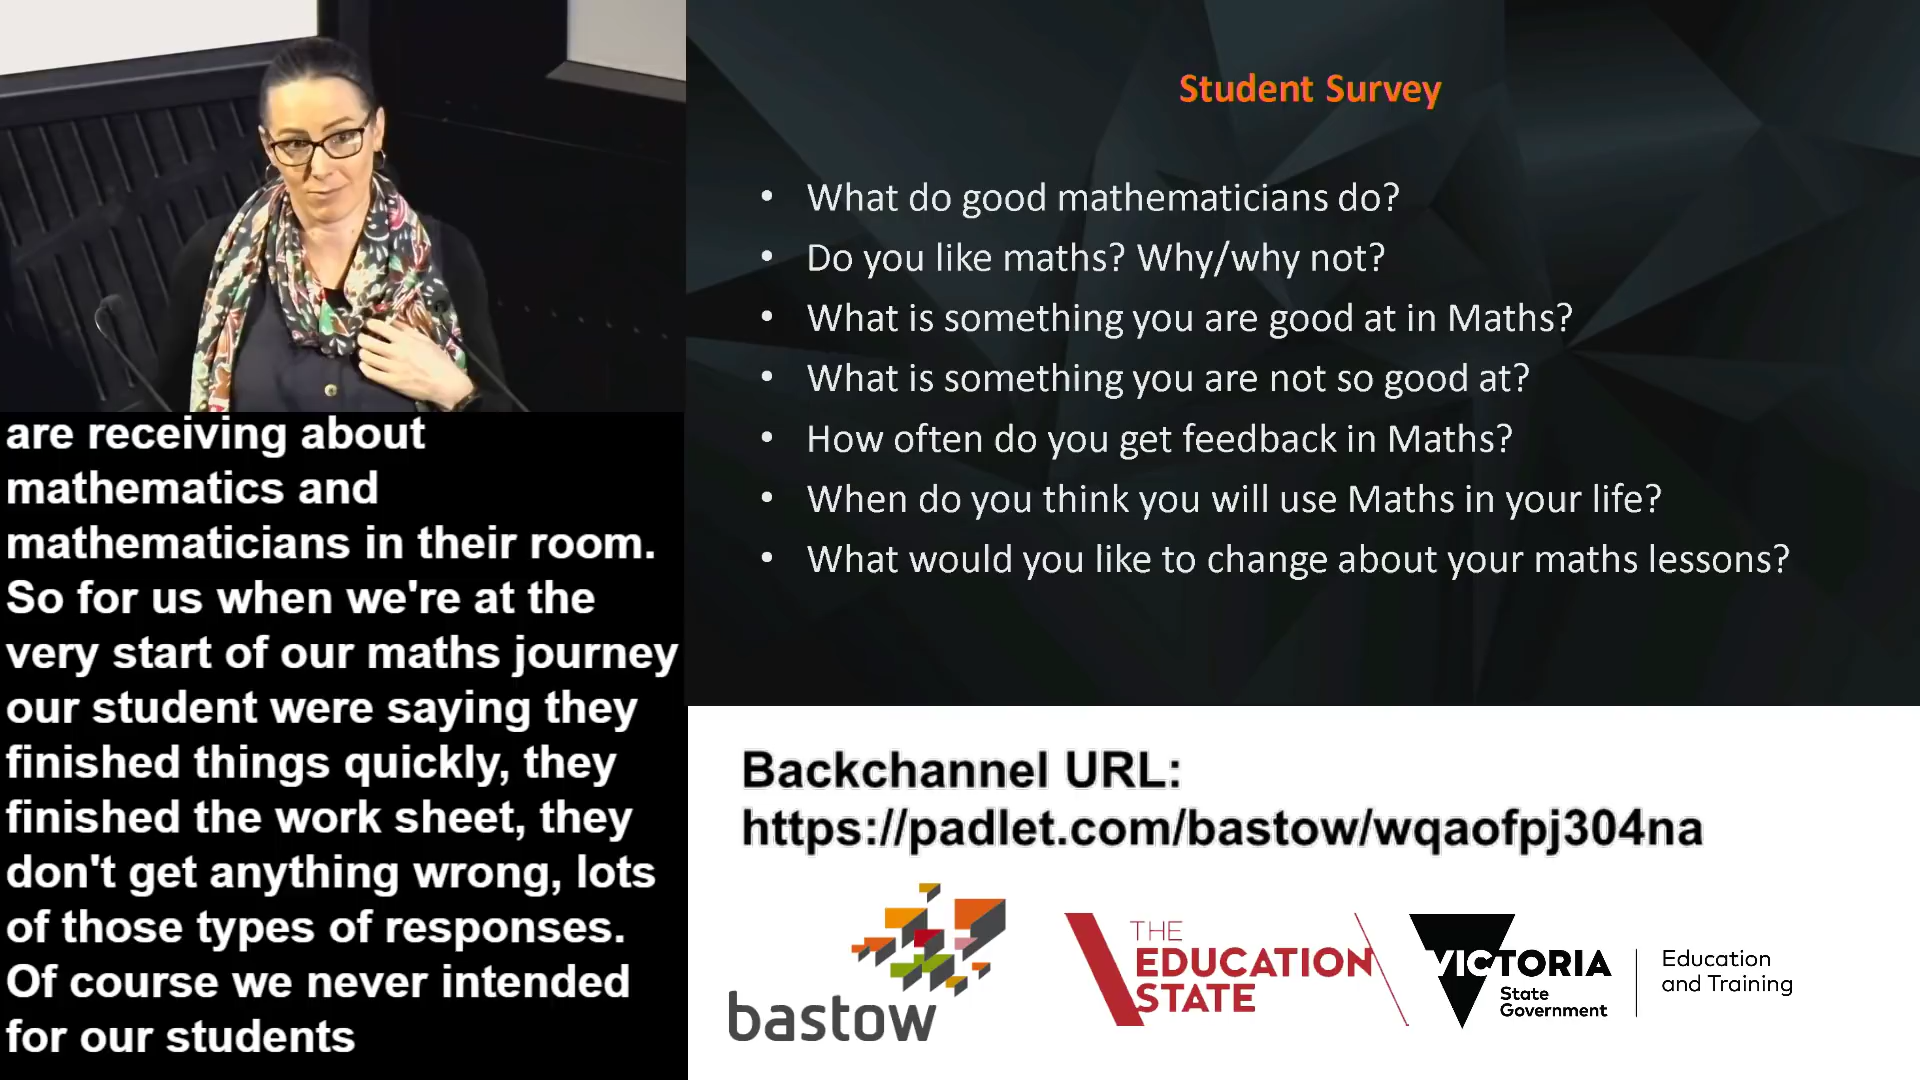 Student Survey
• What do good mathematicians do?
• Do you like maths? Why/why not?
• What is something you are good at in Maths?
• What is something you are not so good at?
• How often do you get feedback in Maths?
• When do you think you will use Maths in your life?
• What would you like to change about your maths lessons?
are receiving about
mathematics and
mathematicians in their room.
So for us when we're at the
very start of our maths journey
our student were saying they
finished things quickly, they
finished the work sheet, they
don't get anything wrong, lots
of those types of responses.
Of course we never intended
for our students
Backchannel URL:
https://padlet.com/bastow/wqaofpj304na
bastow
THE
EDUCATION
STATE
VICTORIA
State
Government
Education
and Training